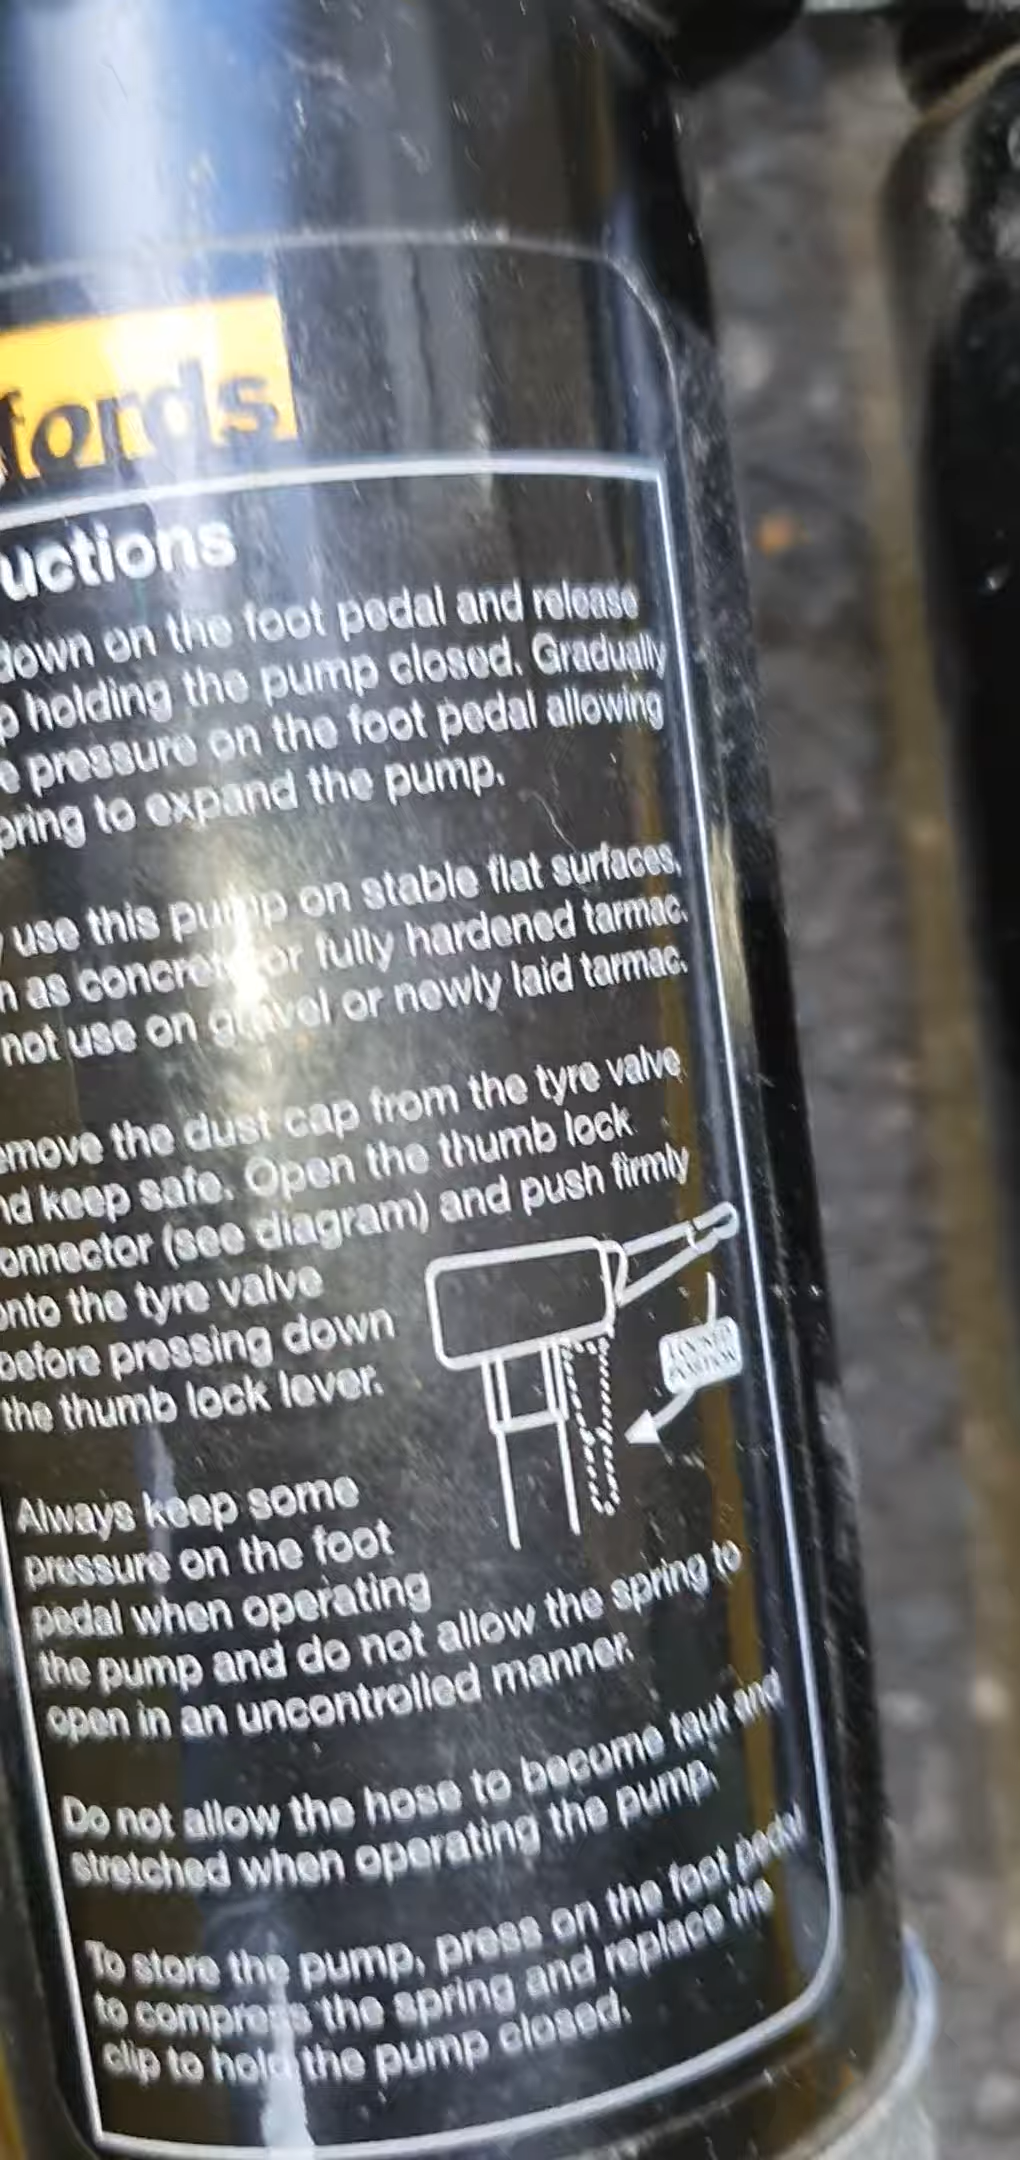 fords
uctions
down on the foot pedal and release
p holding the pump closed. Gradually
e pressure on the foot pedal allowing
pring to expand the pump.
y use this pump on stable flat surfaces,
h as concrete or fully hardened tarmac.
not use on gravel or newly laid tarmac.
emove the dust cap from the tyre valve
nd keep safe. Open the thumb lock
onnector (see diagram) and push firmly
onto the tyre valve
before pressing down
the thumb lock lever.
Always keep some
pressure on the foot
pedal when operating
the pump and do not allow the spring to
open in an uncontrolled manner.
Do not allow the hose to become taut and
stretched when operating the pump.
To store the pump, press on the foot pedal
to compress the spring and replace the
clip to hold the pump closed.